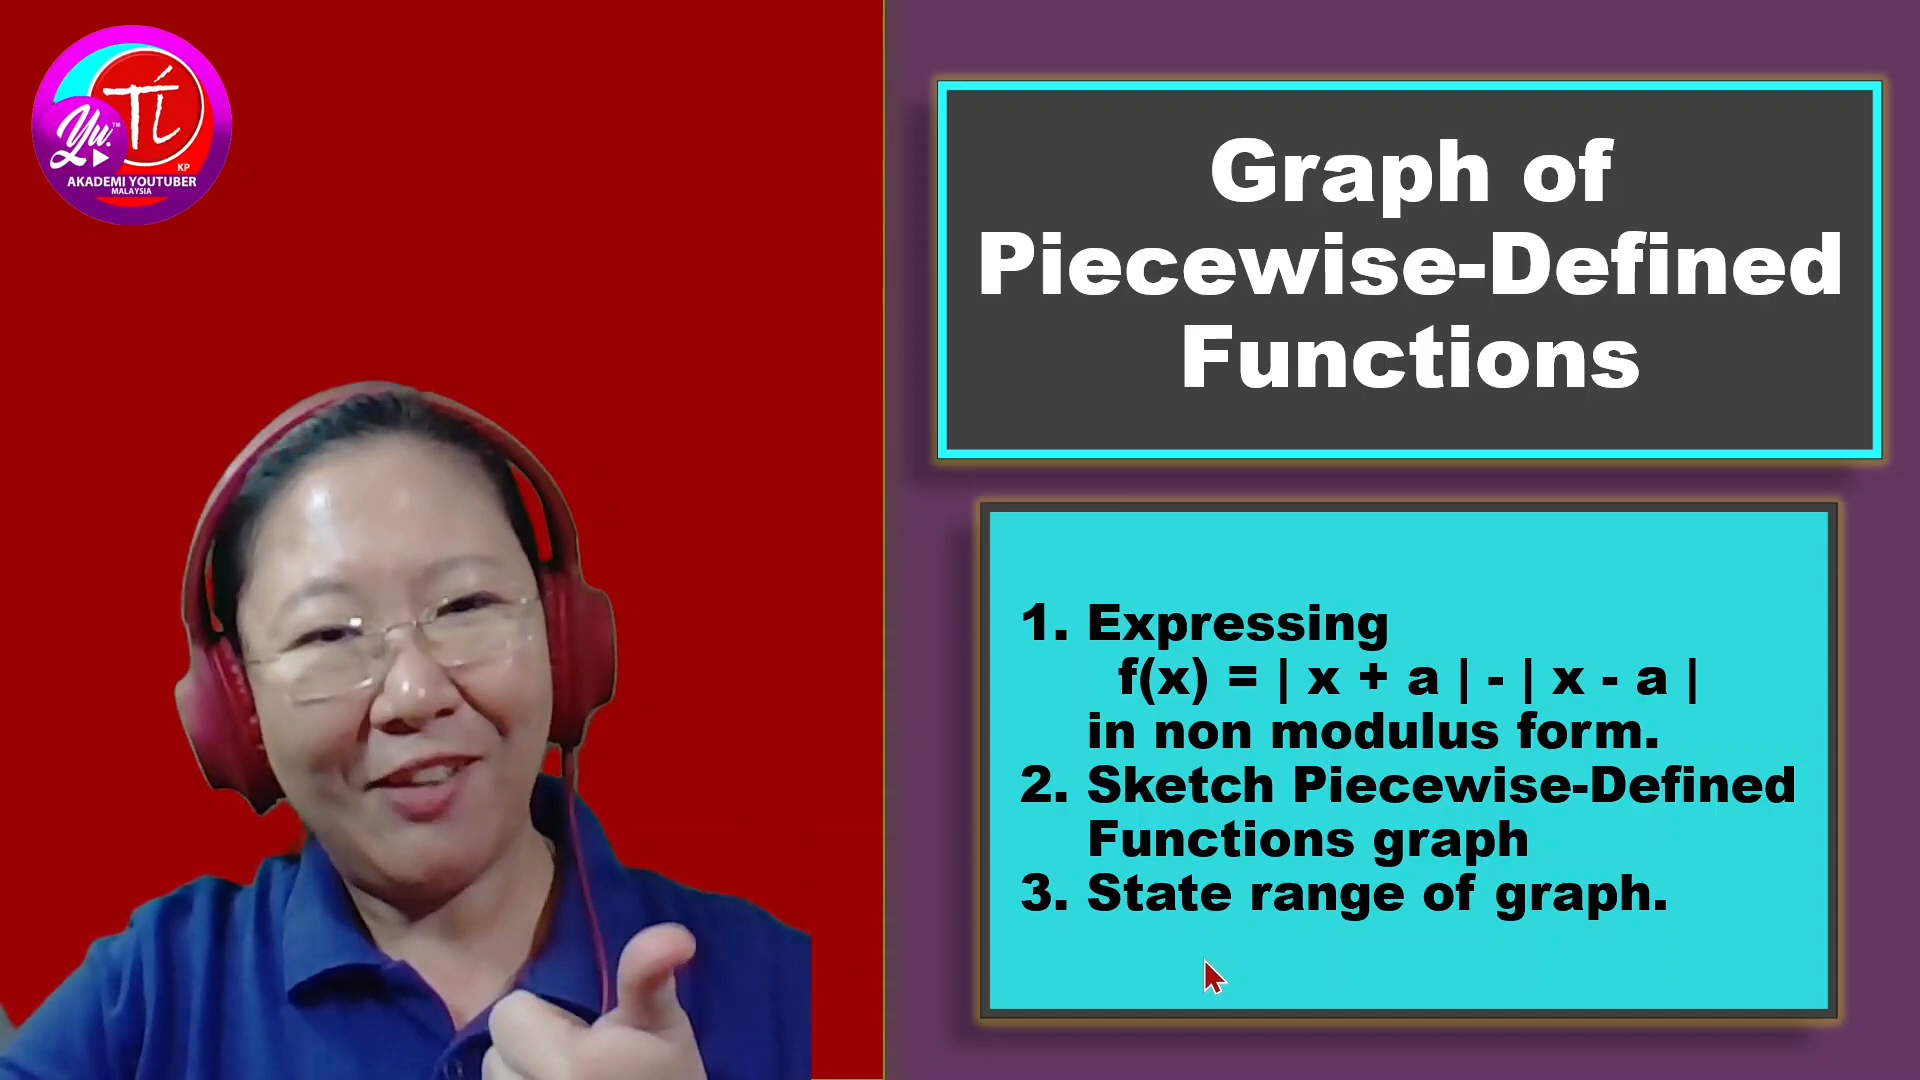 Yu.™
Ti
KP
AKADEMI YOUTUBER
MALAYSIA
Graph of
Piecewise-Defined
Functions
1. Expressing
f(x) = | x + a | - | x - a |
in non modulus form.
2. Sketch Piecewise-Defined
Functions graph
3. State range of graph.